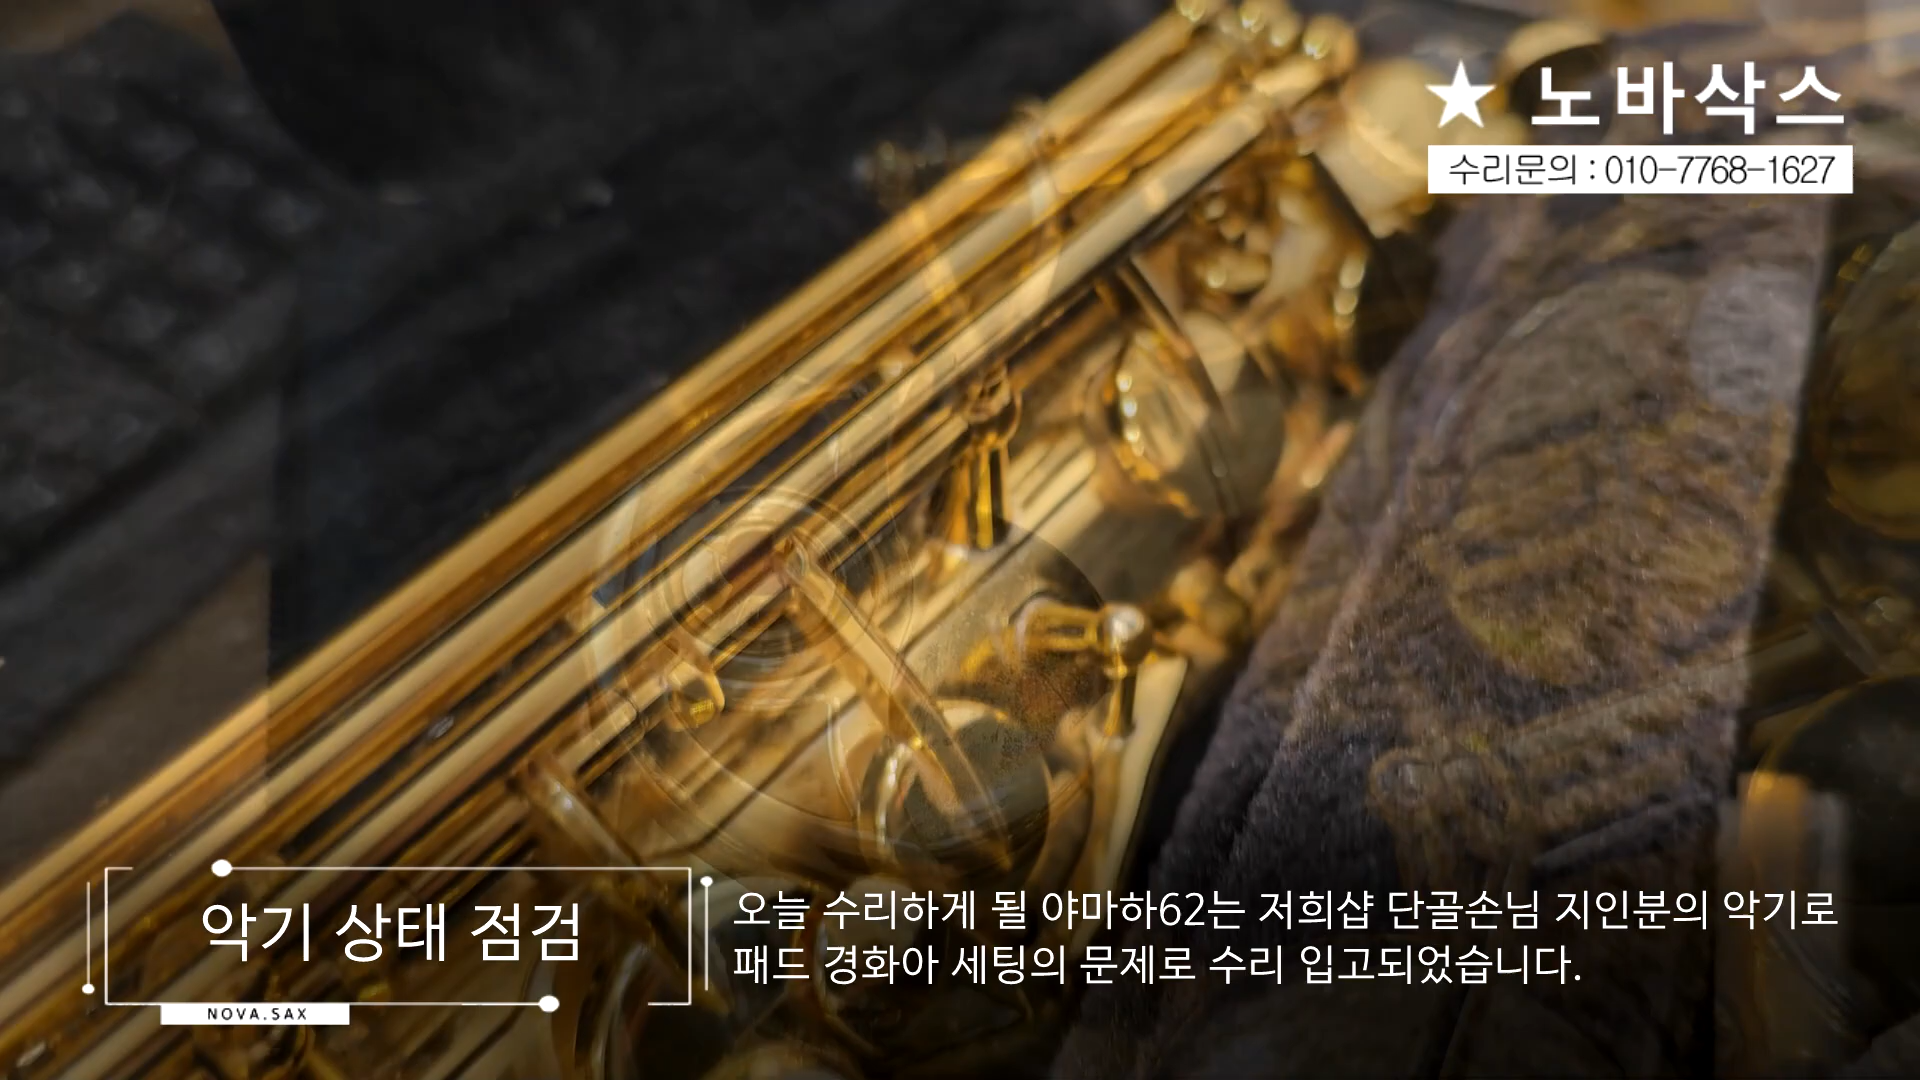 ★ 노바삭스
수리문의 : 010-7768-1627
악기 상태 점검
NOVA.SAX
오늘 수리하게 될 야마하62는 저희샵 단골손님 지인분의 악기로
패드 경화아 세팅의 문제로 수리 입고되었습니다.